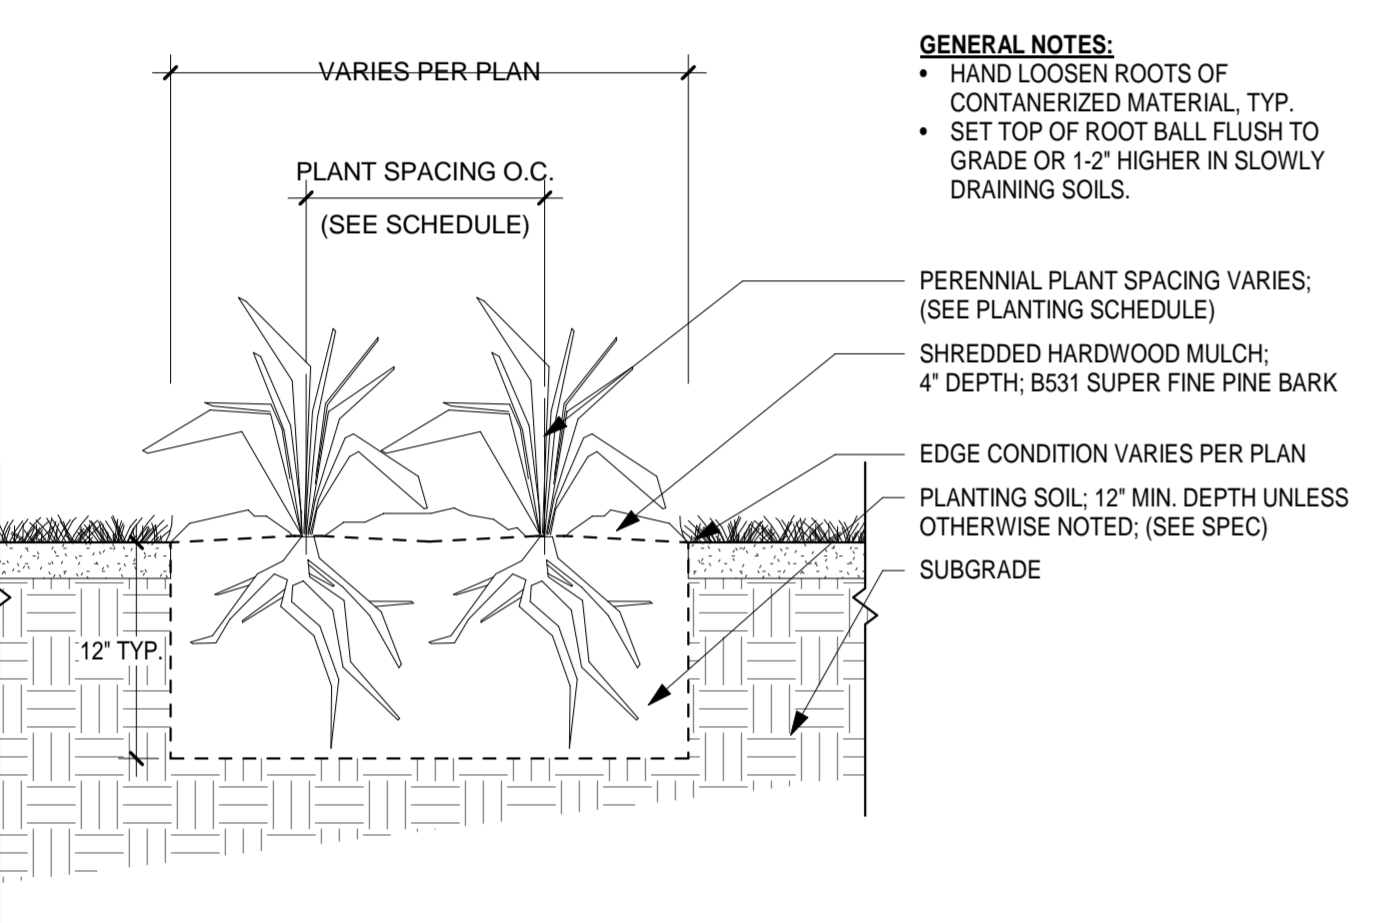 VARIES PER PLAN
PLANT SPACING O.C.
(SEE SCHEDULE)
12" TYP.
GENERAL NOTES:
• HAND LOOSEN ROOTS OF
CONTANERIZED MATERIAL, TYP.
• SET TOP OF ROOT BALL FLUSH TO
GRADE OR 1-2" HIGHER IN SLOWLY
DRAINING SOILS.
PERENNIAL PLANT SPACING VARIES;
(SEE PLANTING SCHEDULE)
SHREDDED HARDWOOD MULCH;
4" DEPTH; B531 SUPER FINE PINE BARK
EDGE CONDITION VARIES PER PLAN
PLANTING SOIL; 12" MIN. DEPTH UNLESS
OTHERWISE NOTED; (SEE SPEC)
SUBGRADE